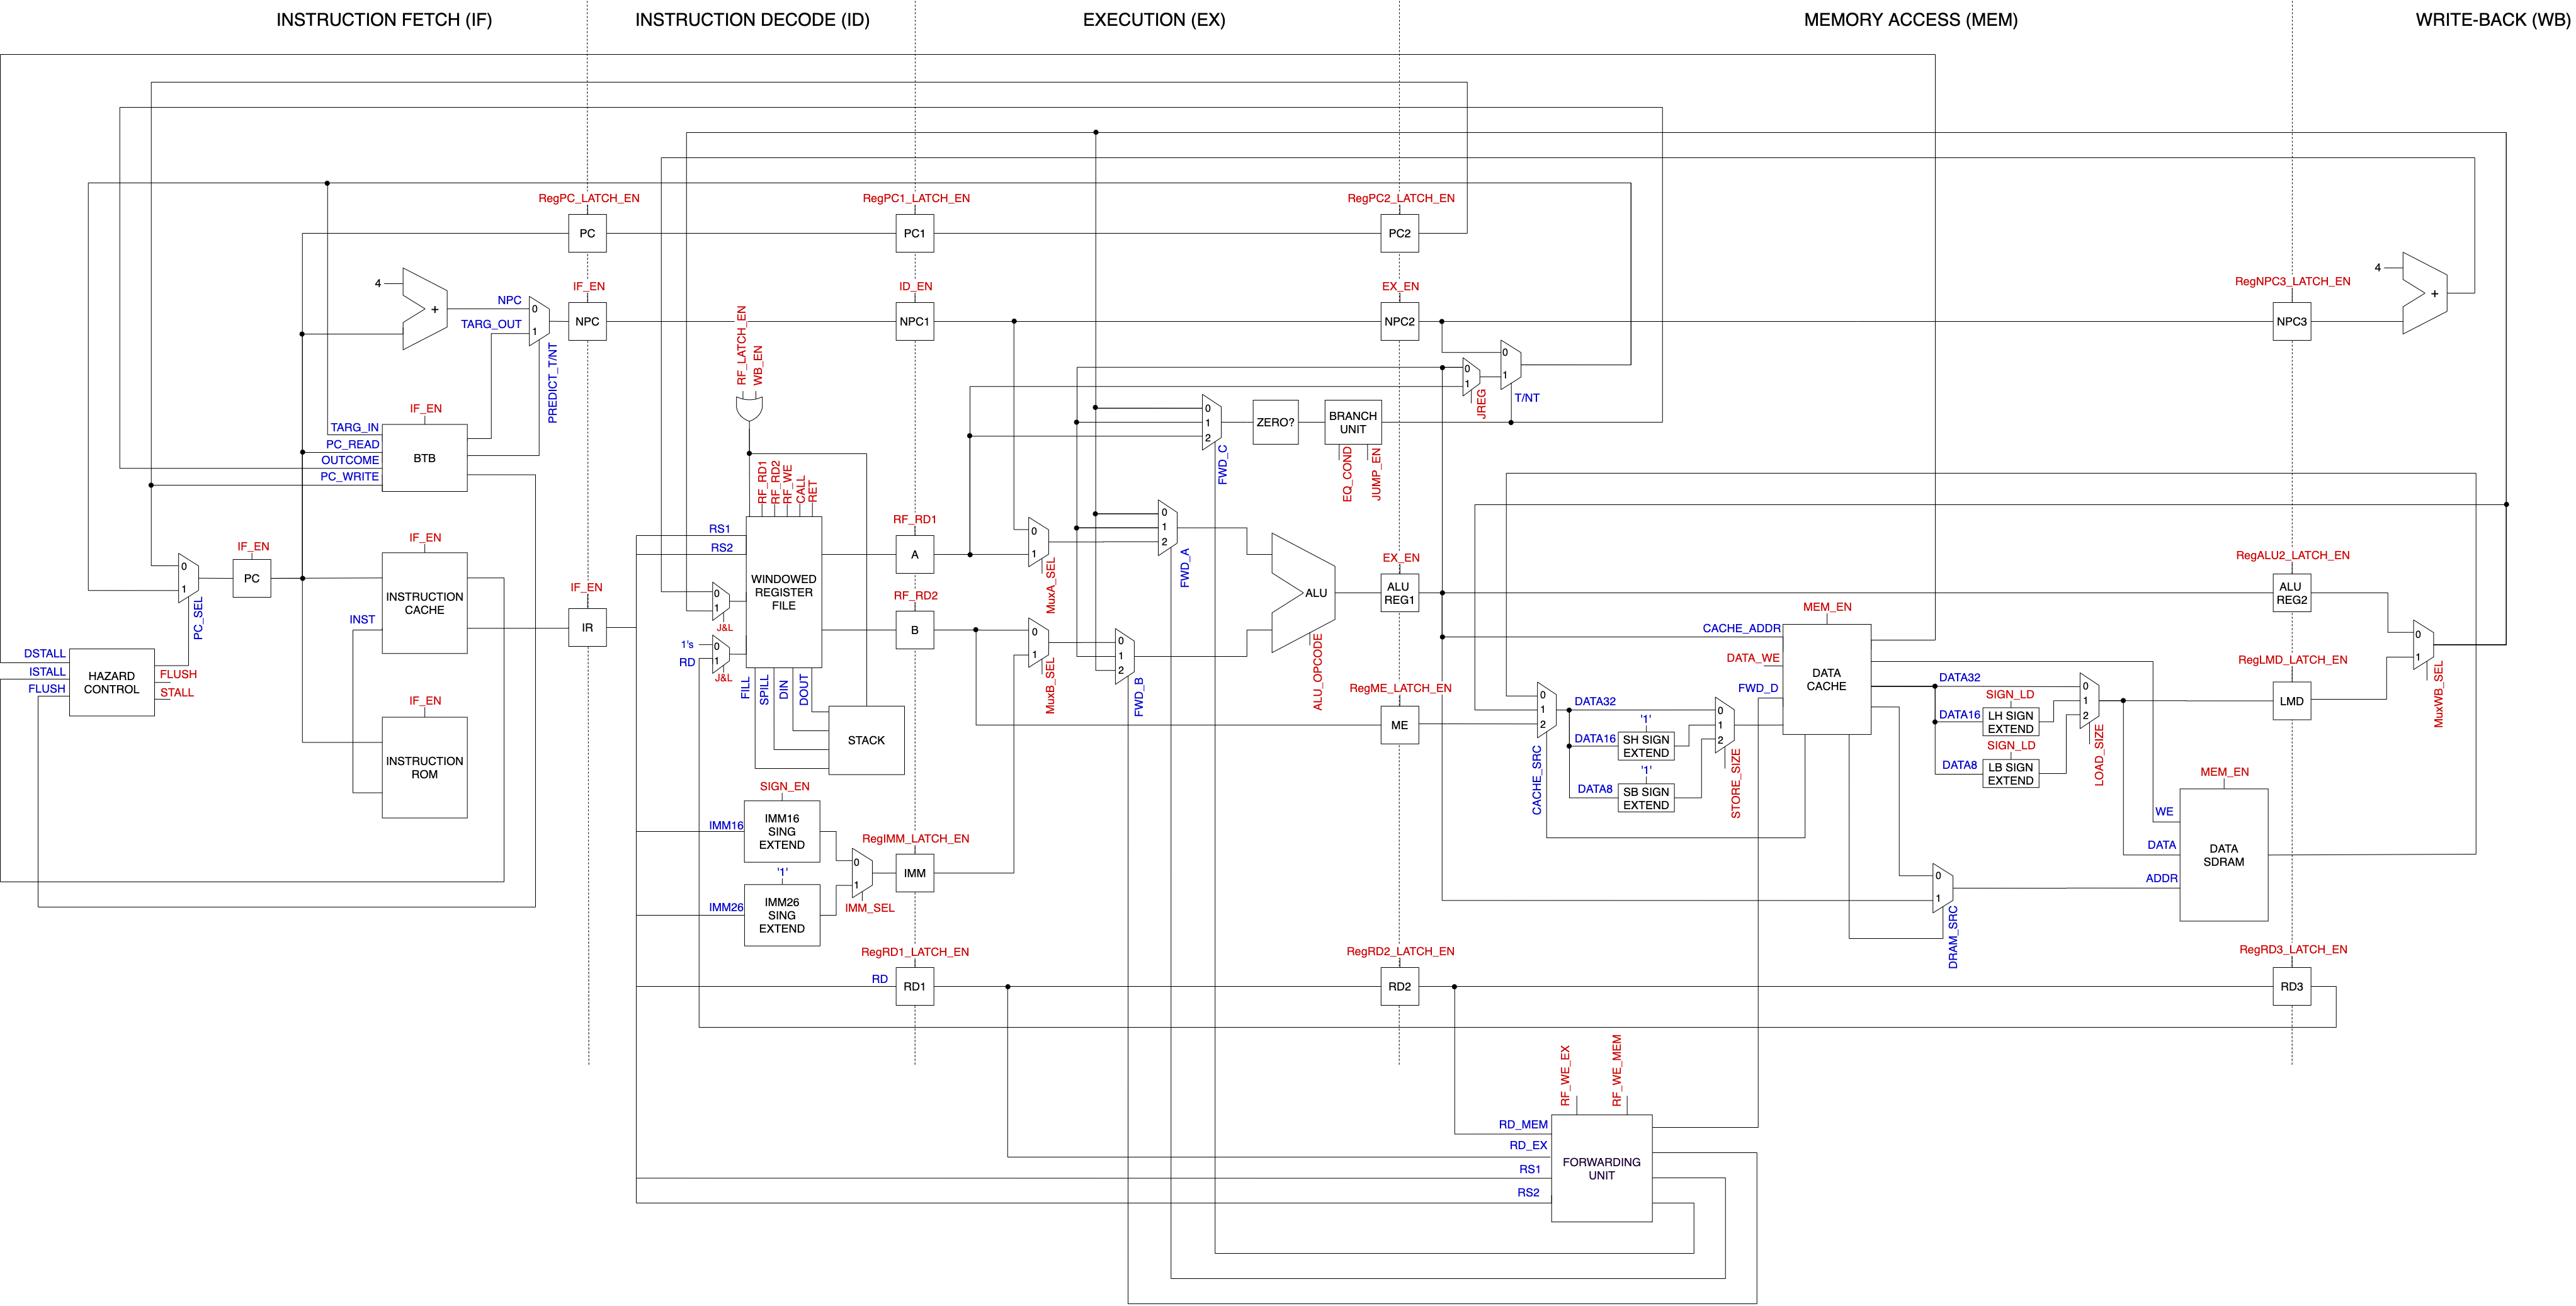 INSTRUCTION FETCH (IF)
INSTRUCTION DECODE (ID)
EXECUTION (EX)
MEMORY ACCESS (MEM)
WRITE-BACK (WB)
RegPC_LATCH_EN
PC
RegPC1_LATCH_EN
PC1
RegPC2_LATCH_EN
PC2
4
+
NPC
TARG_OUT
0
1
PREDICT_T/NT
IF_EN
NPC
ID_EN
NPC1
EX_EN
NPC2
RegNPC3_LATCH_EN
NPC3
4
+
IF_EN
TARG_IN
PC_READ
OUTCOME
PC_WRITE
BTB
0
1
PC_SEL
IF_EN
PC
IF_EN
INSTRUCTION
CACHE
INST
IF_EN
INSTRUCTION
ROM
DSTALL
ISTALL
FLUSH
HAZARD
CONTROL
FLUSH
STALL
IF_EN
IR
RF_LATCH_EN
WB_EN
RF_RD1
RF_RD2
RF_WE
CALL
RET
RS1
RS2
WINDOWED
REGISTER
FILE
0
1
J&L
1's
RD
0
1
J&L
FILL
SPILL
DIN
DOUT
STACK
SIGN_EN
IMM16
IMM16
SING
EXTEND
'1'
IMM26
IMM26
SING
EXTEND
0
1
IMM_SEL
RegIMM_LATCH_EN
IMM
RF_RD1
A
RF_RD2
B
RegRD1_LATCH_EN
RD
RD1
0
1
MuxA_SEL
0
1
MuxB_SEL
0
1
2
FWD_A
0
1
2
FWD_B
0
1
2
FWD_C
ZERO?
BRANCH
UNIT
EQ_COND
JUMP_EN
0
1
JREG
0
1
T/NT
ALU
ALU_OPCODE
EX_EN
ALU
REG1
RegME_LATCH_EN
ME
RegRD2_LATCH_EN
RD2
0
1
2
CACHE_SRC
DATA32
DATA16
DATA8
'1'
SH SIGN
EXTEND
'1'
SB SIGN
EXTEND
0
1
2
STORE_SIZE
MEM_EN
CACHE_ADDR
DATA_WE
FWD_D
DATA
CACHE
DATA32
DATA16
DATA8
SIGN_LD
LH SIGN
EXTEND
SIGN_LD
LB SIGN
EXTEND
0
1
2
LOAD_SIZE
0
1
DRAM_SRC
MEM_EN
WE
DATA
ADDR
DATA
SDRAM
RegALU2_LATCH_EN
ALU
REG2
RegLMD_LATCH_EN
LMD
0
1
MuxWB_SEL
RegRD3_LATCH_EN
RD3
RF_WE_EX
RF_WE_MEM
RD_MEM
RD_EX
RS1
RS2
FORWARDING
UNIT